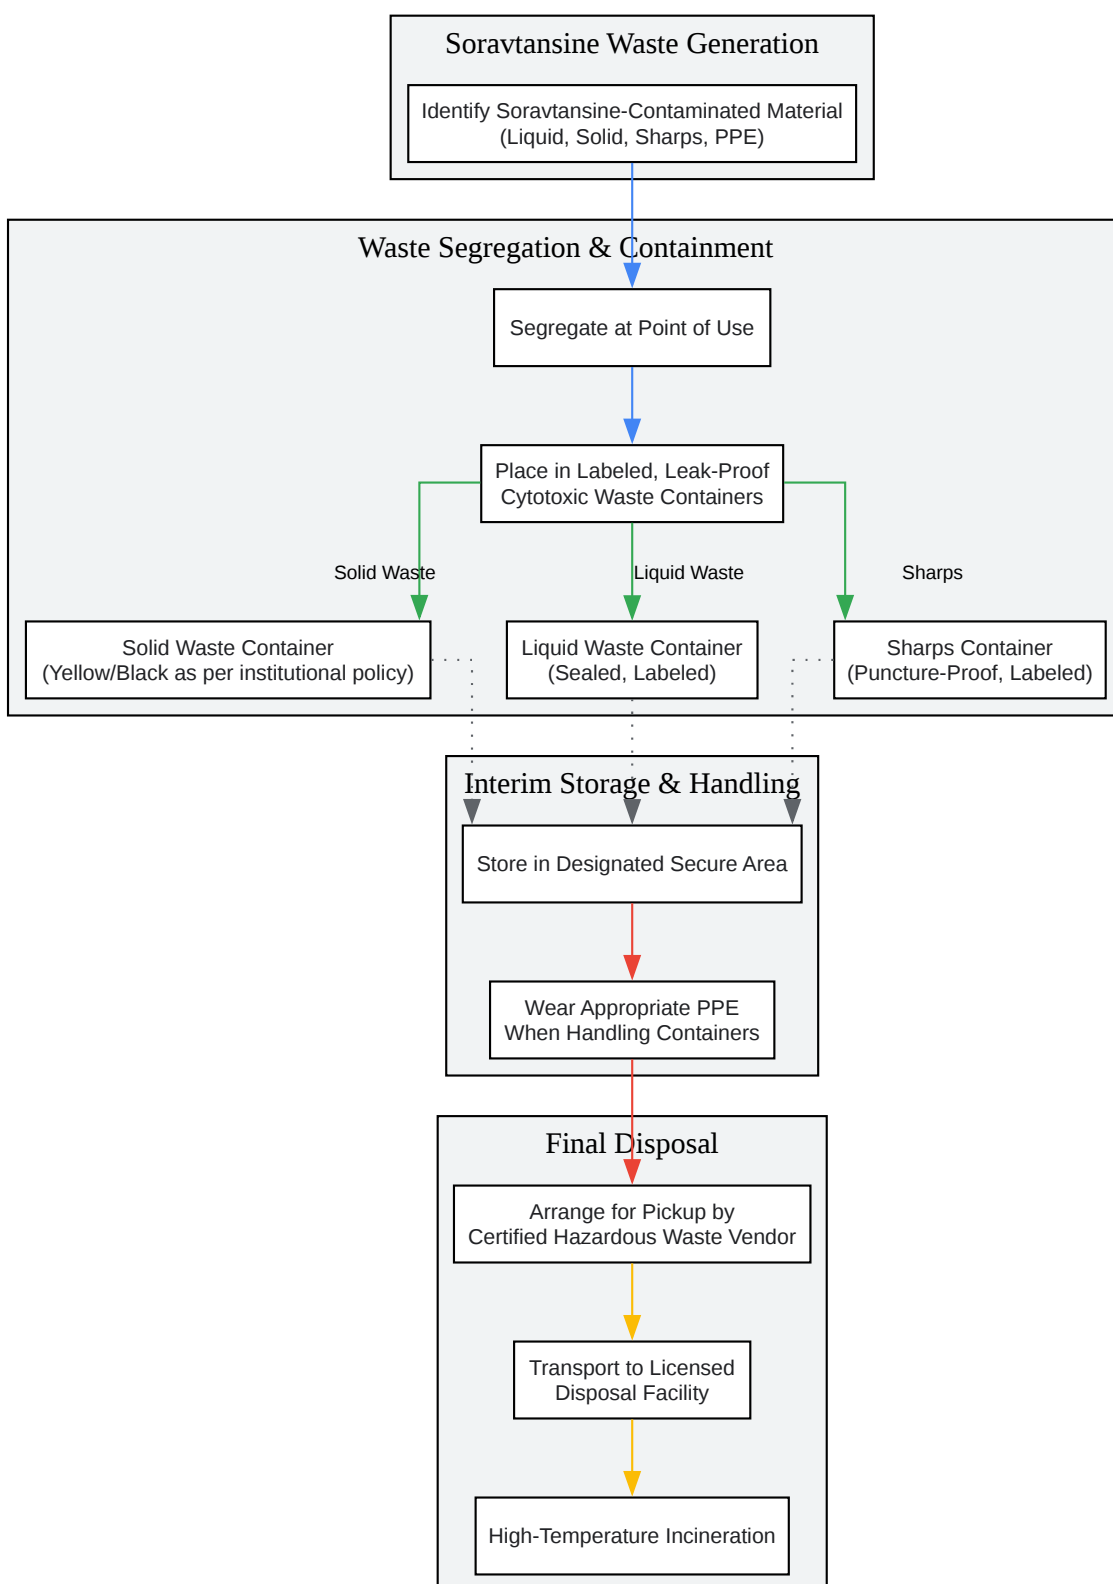 Soravtansine Waste Generation
Identify Soravtansine-Contaminated Material
(Liquid, Solid, Sharps, PPE)
Waste Segregation & Containment
Segregate at Point of Use
Place in Labeled, Leak-Proof
Cytotoxic Waste Containers
Solid Waste
Liquid Waste
Sharps
Solid Waste Container
(Yellow/Black as per institutional policy)
Liquid Waste Container
(Sealed, Labeled)
Sharps Container
(Puncture-Proof, Labeled)
Interim Storage & Handling
Store in Designated Secure Area
Wear Appropriate PPE
When Handling Containers
Final Disposal
Arrange for Pickup by
Certified Hazardous Waste Vendor
Transport to Licensed
Disposal Facility
High-Temperature Incineration